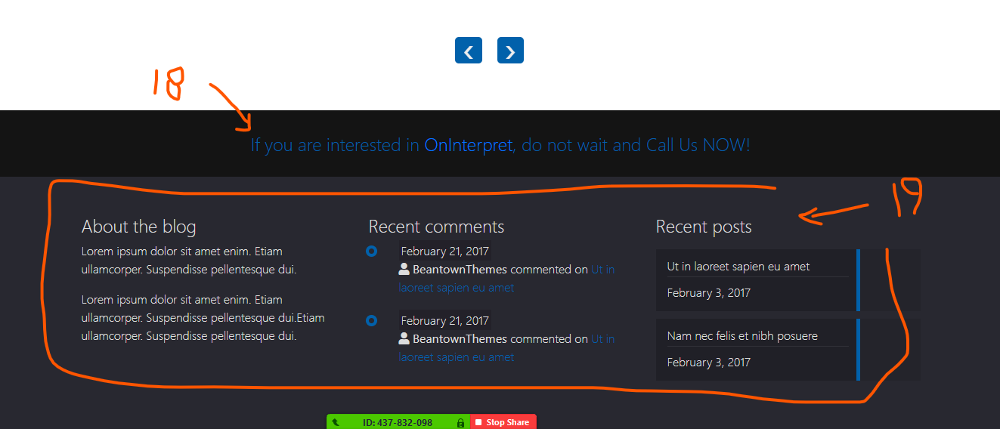 18
If you are interested in OnInterpret, do not wait and Call Us NOW!
19
About the blog
Lorem ipsum dolor sit amet enim. Etiam
ullamcorper. Suspendisse pellentesque dui.
Lorem ipsum dolor sit amet enim. Etiam
ullamcorper. Suspendisse pellentesque dui.Etiam
ullamcorper. Suspendisse pellentesque dui.
Recent comments
February 21, 2017
BeantownThemes commented on Ut in
laoreet sapien eu amet
February 21, 2017
BeantownThemes commented on Ut in
laoreet sapien eu amet
Recent posts
Ut in laoreet sapien eu amet
February 3, 2017
Nam nec felis et nibh posuere
February 3, 2017
ID: 437-832-098
Stop Share